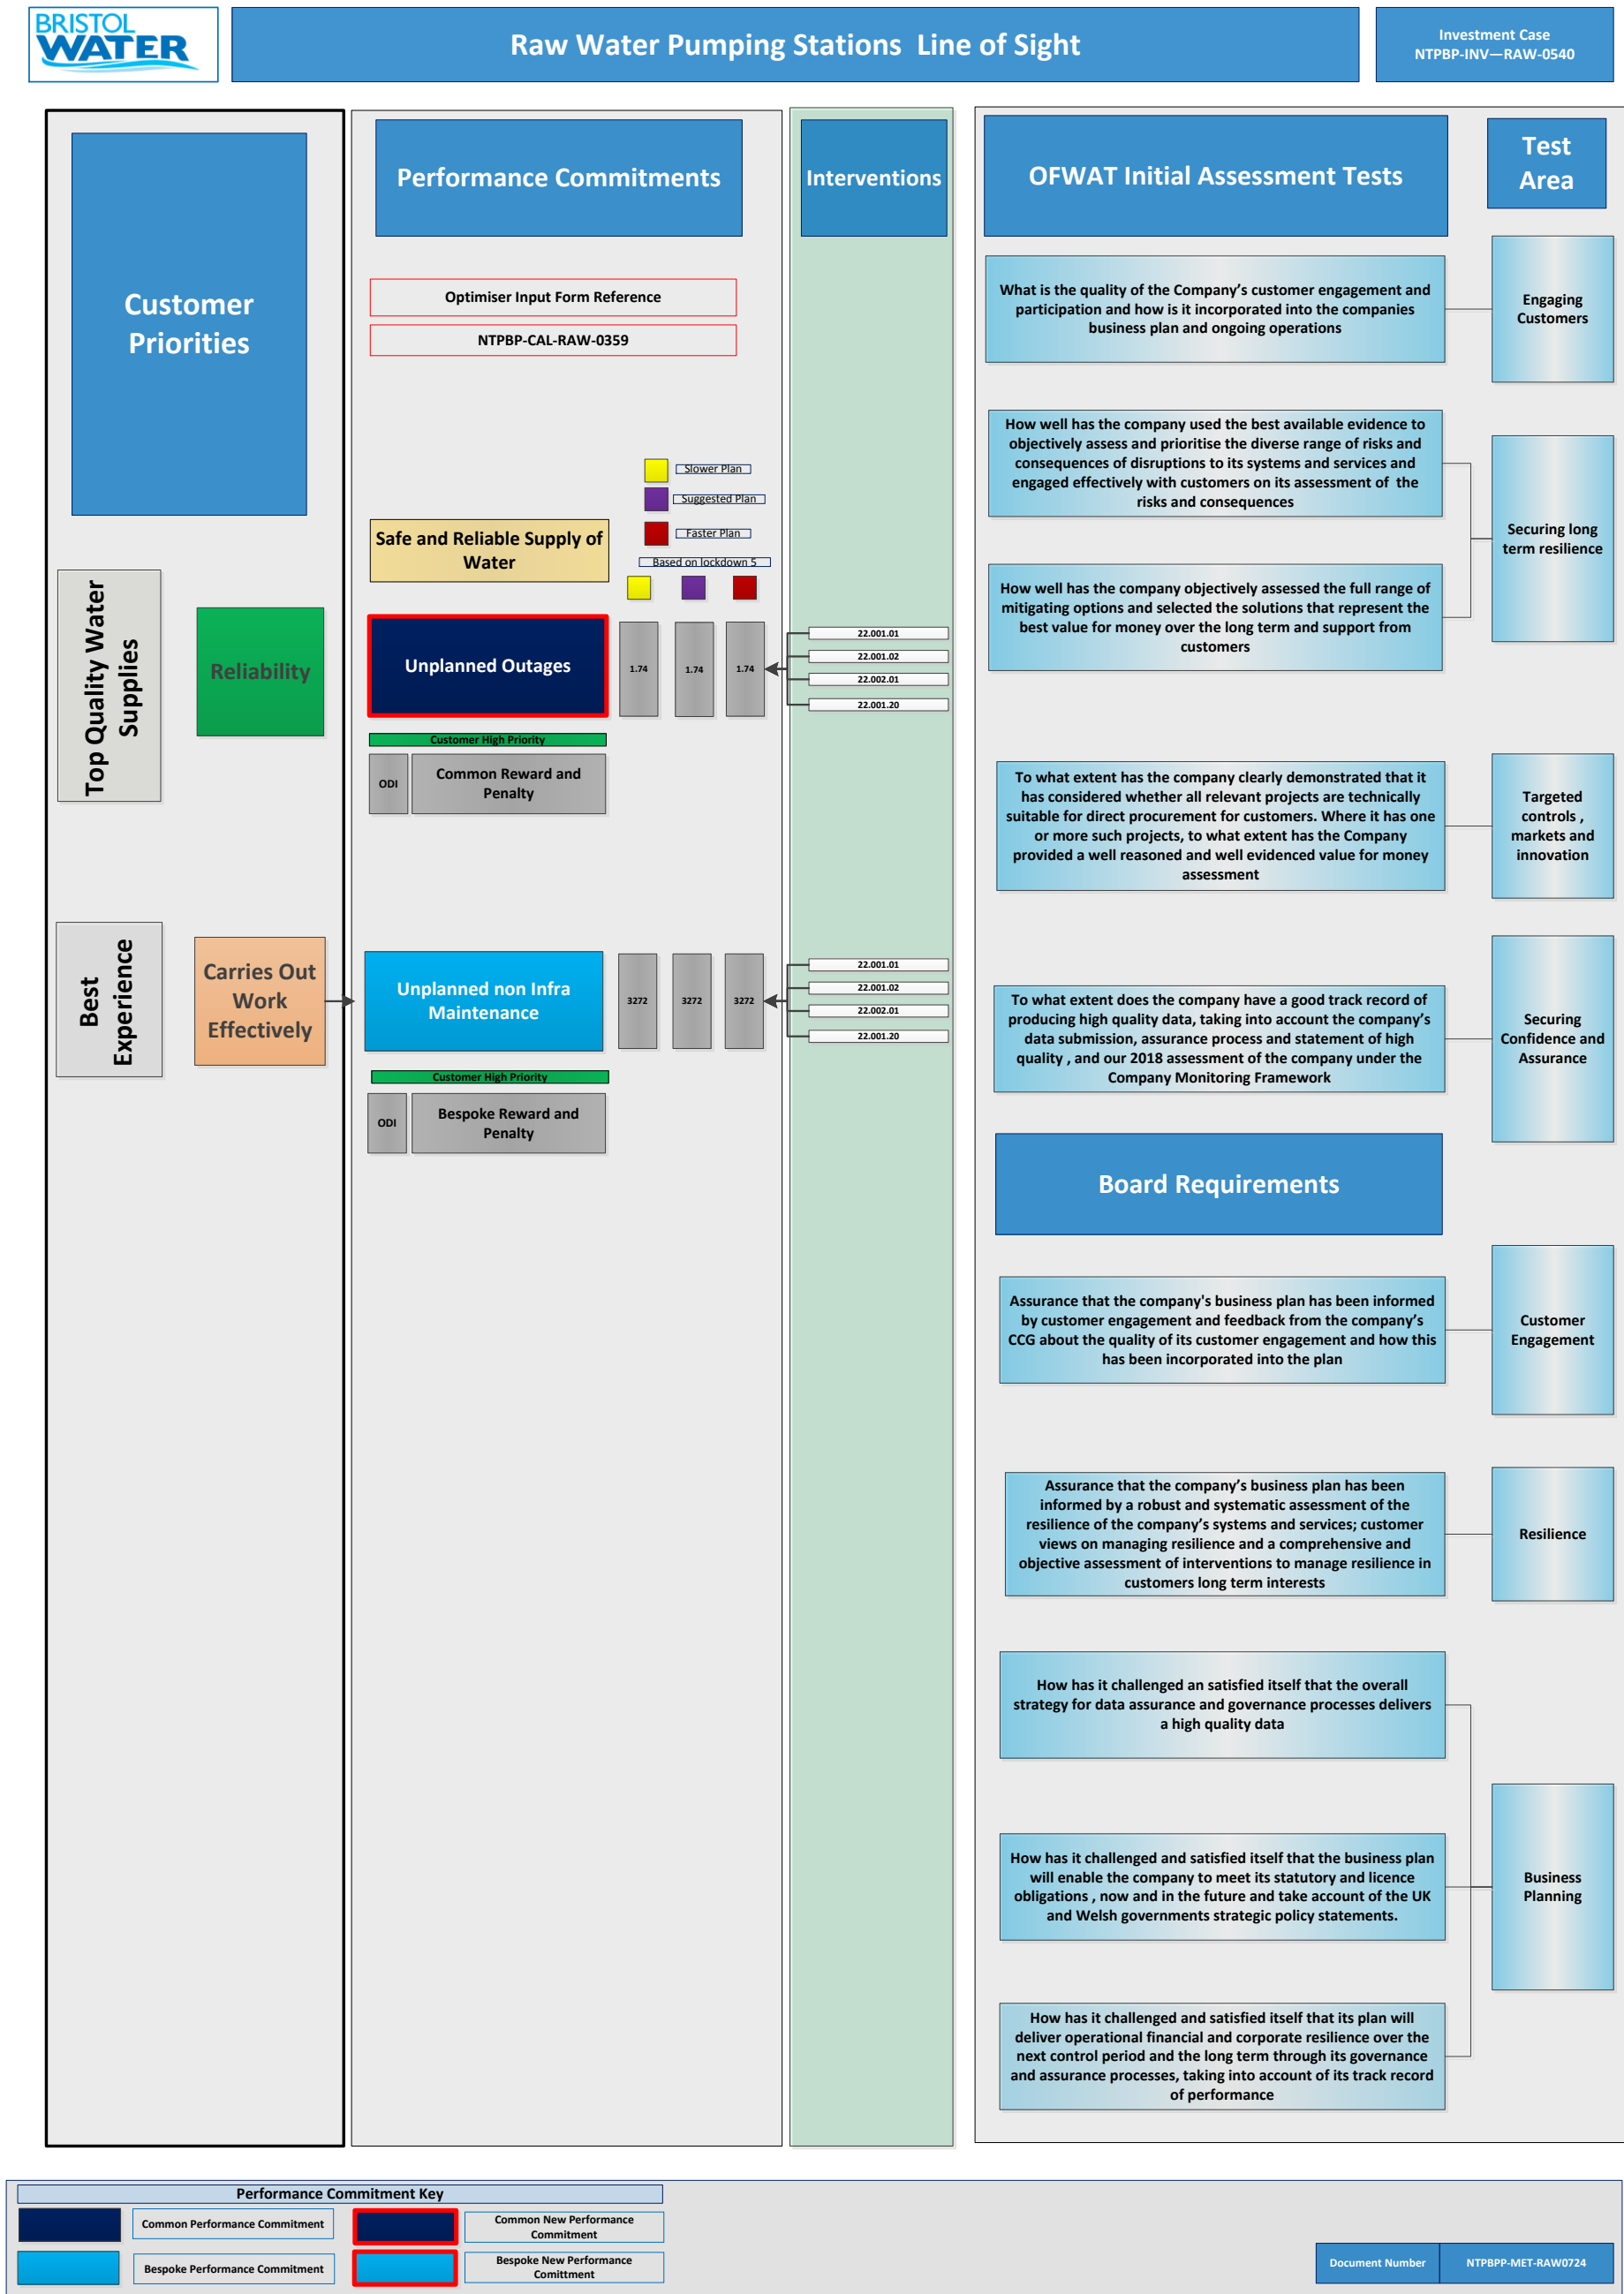 BRISTOL
WATER
Raw Water Pumping Stations Line of Sight
Investment Case
NTPBP-INV—RAW-0540
Customer
Priorities
Top Quality Water
Supplies
Reliability
Best
Experience
Carries Out
Work
Effectively
Performance Commitments
Optimiser Input Form Reference
NTPBP-CAL-RAW-0359
Slower Plan
Suggested Plan
Faster Plan
Based on lockdown 5
Safe and Reliable Supply of
Water
Unplanned Outages
1.74
1.74
1.74
Customer High Priority
ODI
Common Reward and
Penalty
Unplanned non Infra
Maintenance
3272
3272
3272
Customer High Priority
ODI
Bespoke Reward and
Penalty
Interventions
22.001.01
22.001.02
22.002.01
22.001.20
22.001.01
22.001.02
22.002.01
22.001.20
OFWAT Initial Assessment Tests
Test
Area
What is the quality of the Company’s customer engagement and
participation and how is it incorporated into the companies
business plan and ongoing operations
Engaging
Customers
How well has the company used the best available evidence to
objectively assess and prioritise the diverse range of risks and
consequences of disruptions to its systems and services and
engaged effectively with customers on its assessment of the
risks and consequences
Securing long
term resilience
How well has the company objectively assessed the full range of
mitigating options and selected the solutions that represent the
best value for money over the long term and support from
customers
To what extent has the company clearly demonstrated that it
has considered whether all relevant projects are technically
suitable for direct procurement for customers. Where it has one
or more such projects, to what extent has the Company
provided a well reasoned and well evidenced value for money
assessment
Targeted
controls ,
markets and
innovation
To what extent does the company have a good track record of
producing high quality data, taking into account the company’s
data submission, assurance process and statement of high
quality , and our 2018 assessment of the company under the
Company Monitoring Framework
Securing
Confidence and
Assurance
Board Requirements
Assurance that the company's business plan has been informed
by customer engagement and feedback from the company’s
CCG about the quality of its customer engagement and how this
has been incorporated into the plan
Customer
Engagement
Assurance that the company’s business plan has been
informed by a robust and systematic assessment of the
resilience of the company’s systems and services; customer
views on managing resilience and a comprehensive and
objective assessment of interventions to manage resilience in
customers long term interests
Resilience
How has it challenged an satisfied itself that the overall
strategy for data assurance and governance processes delivers
a high quality data
How has it challenged and satisfied itself that the business plan
will enable the company to meet its statutory and licence
obligations , now and in the future and take account of the UK
and Welsh governments strategic policy statements.
Business
Planning
How has it challenged and satisfied itself that its plan will
deliver operational financial and corporate resilience over the
next control period and the long term through its governance
and assurance processes, taking into account of its track record
of performance
Performance Commitment Key
Common Performance Commitment
Common New Performance
Commitment
Bespoke Performance Commitment
Bespoke New Performance
Comittment
Document Number
NTPBPP-MET-RAW0724